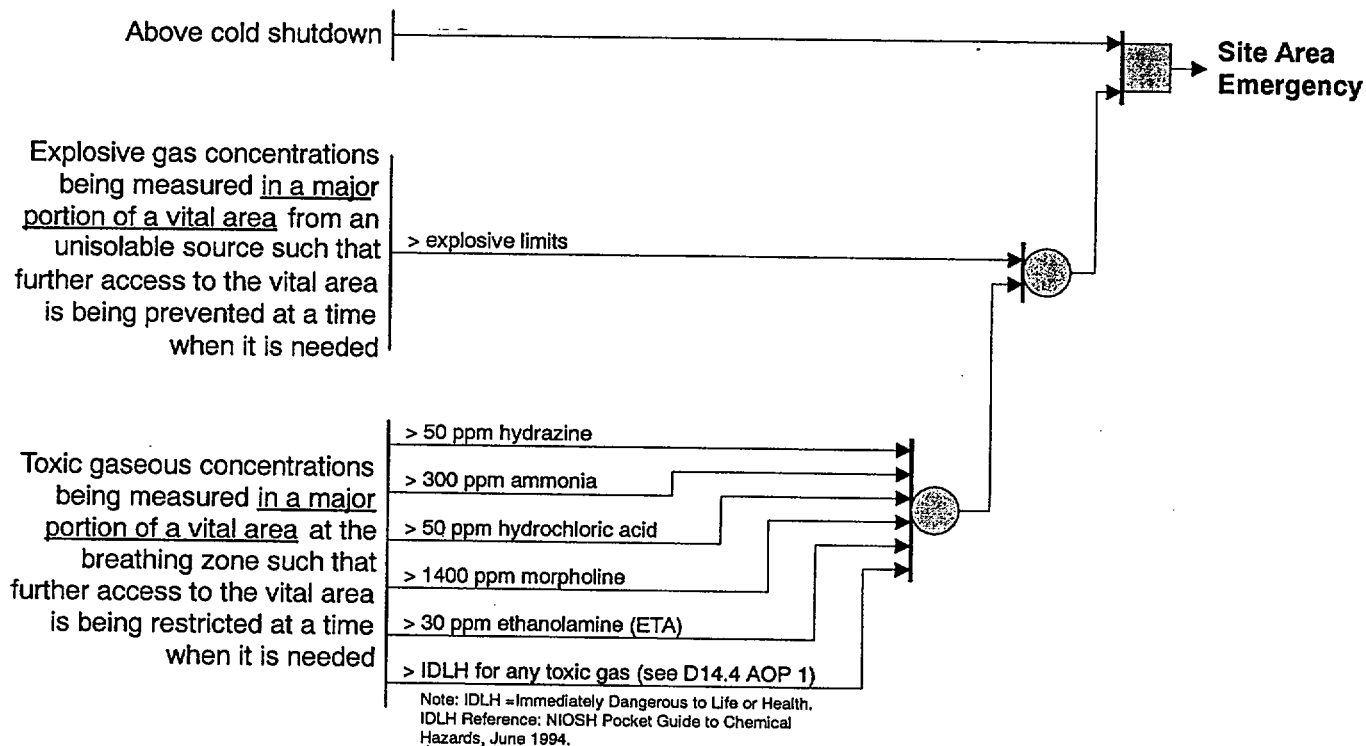 Above cold shutdown
Site Area
Emergency
Explosive gas concentrations
being measured in a major
portion of a vital area from an
unisolable source such that
further access to the vital area
is being prevented at a time
when it is needed
> explosive limits
Toxic gaseous concentrations
being measured in a major
portion of a vital area at the
breathing zone such that
further access to the vital area
is being restricted at a time
when it is needed
> 50 ppm hydrazine
> 300 ppm ammonia
> 50 ppm hydrochloric acid
> 1400 ppm morpholine
> 30 ppm ethanolamine (ETA)
> IDLH for any toxic gas (see D14.4 AOP 1)
Note: IDLH =Immediately Dangerous to Life or Health.
IDLH Reference: NIOSH Pocket Guide to Chemical
Hazards, June 1994.